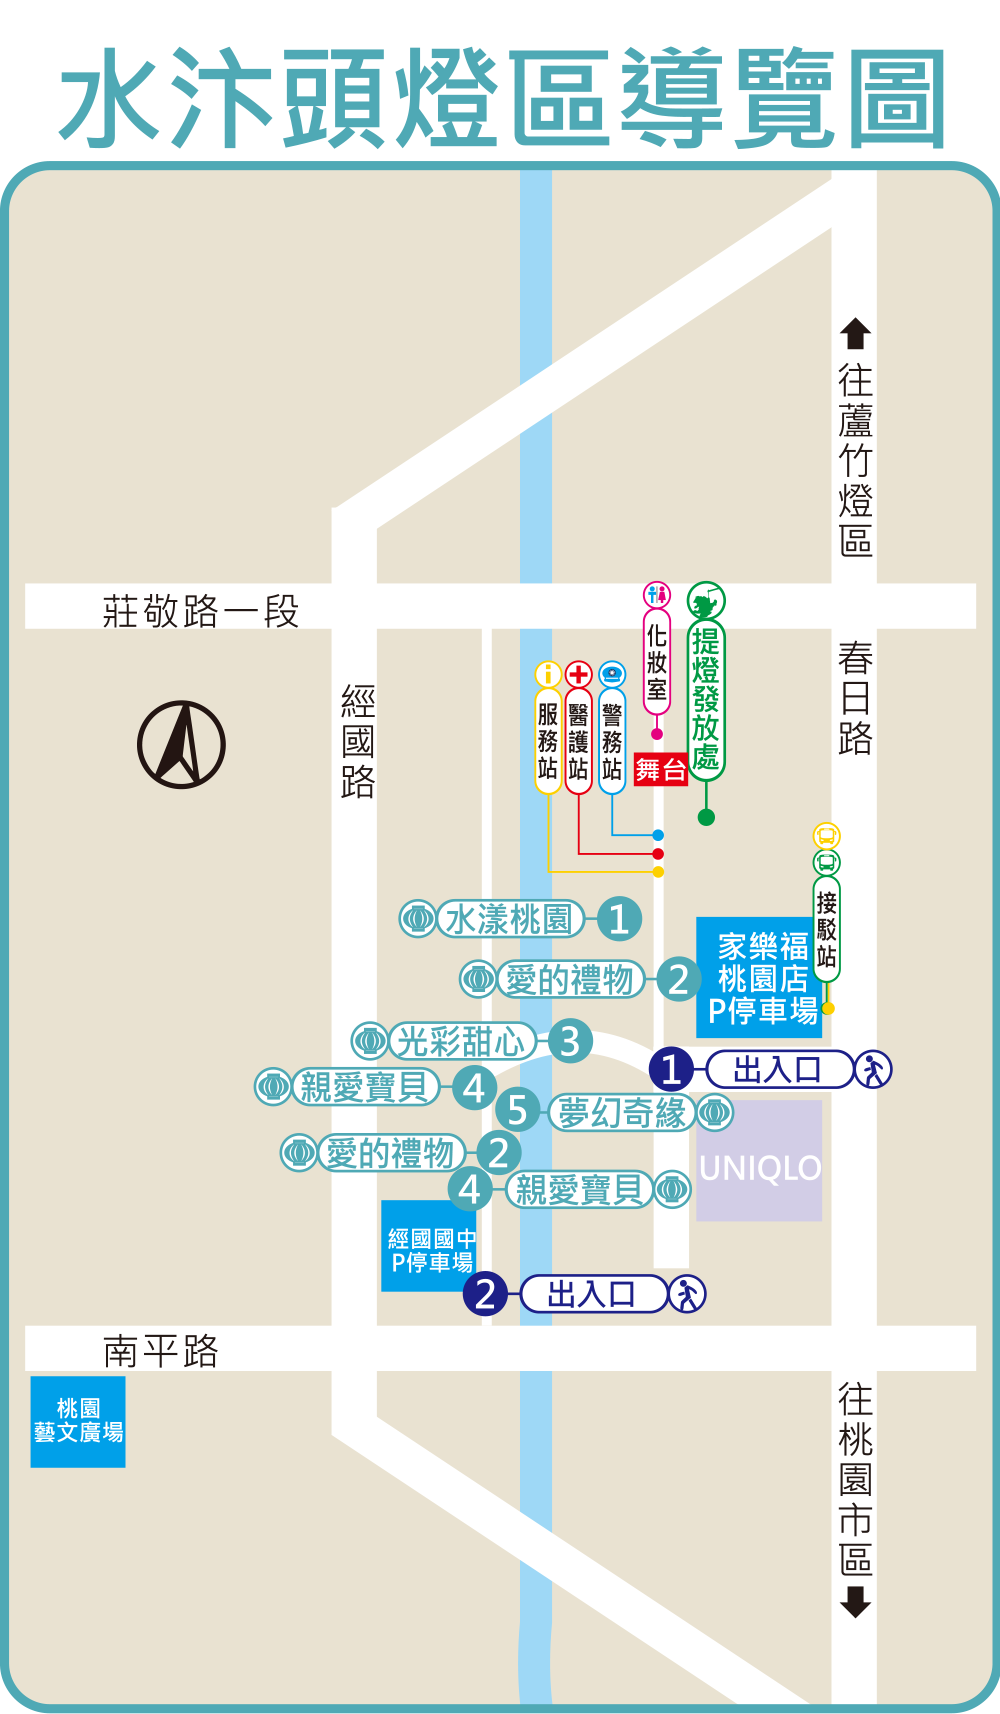 水汴頭燈區導覽圖
往蘆竹燈區
莊敬路一段
經國路
春日路
化妝室
提燈發放處
服務站
醫護站
警務站
舞台
接駁站
水漾桃園
1
愛的禮物
2
家樂福
桃園店
P停車場
光彩甜心
3
1
出入口
親愛寶貝
4
5
夢幻奇緣
愛的禮物
2
UNIQLO
4
親愛寶貝
經國國中
P停車場
2
出入口
南平路
桃園
藝文廣場
往桃園市區